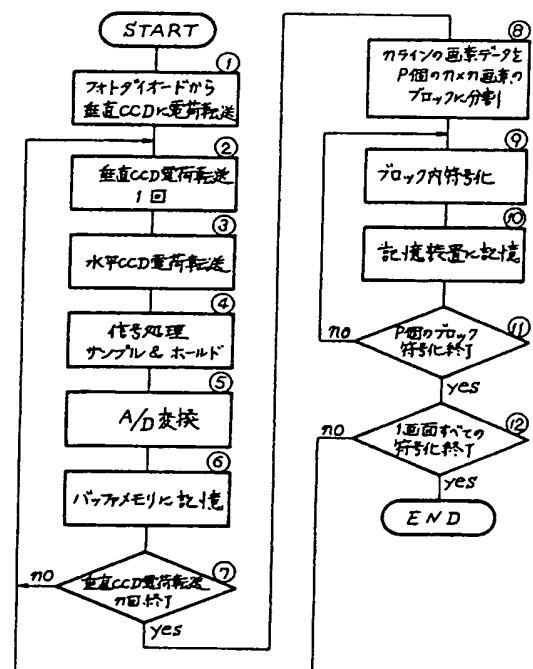 START
①
フォトダイオードから
垂直CCDに電荷転送
②
垂直CCD電荷転送
1回
③
水平CCD電荷転送
④
信号処理
サンプル & ホールド
⑤
A/D変換
⑥
バッファメモリに記憶
⑦
垂直CCD電荷転送
n回終了
no
yes
⑧
nラインの画素データを
P個のn×n画素の
ブロックに分割
⑨
ブロック内符号化
⑩
記憶装置に記憶
⑪
P個のブロック
符号化終了
no
yes
⑫
1画面すべての
符号化終了
no
yes
END